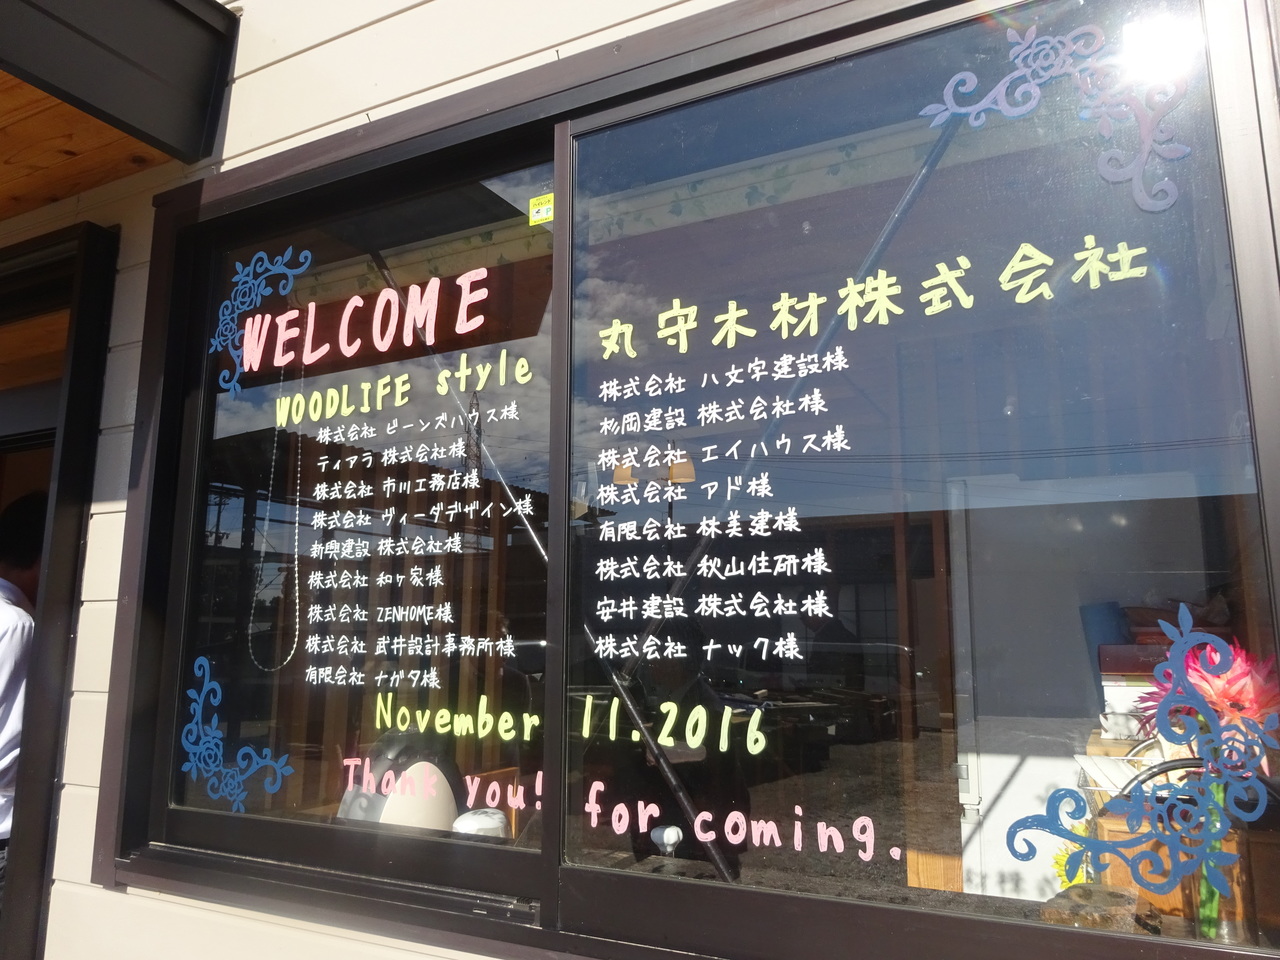 WELCOME
WOODLIFE style
株式会社 ビーンズハウス様
ティアラ 株式会社様
株式会社 市川工務店様
株式会社 ヴィーダデザイン様
新興建設 株式会社様
株式会社 和ヶ家様
株式会社 ZENHOME様
株式会社 武井設計事務所様
有限会社 ナガタ様
丸守木材株式会社
株式会社 八文字建設様
杉岡建設 株式会社様
株式会社 エイハウス様
株式会社 アド様
有限会社 林美建様
株式会社 秋山住研様
安井建設 株式会社様
株式会社 ナック様
November 11.2016
Thank you! for coming.